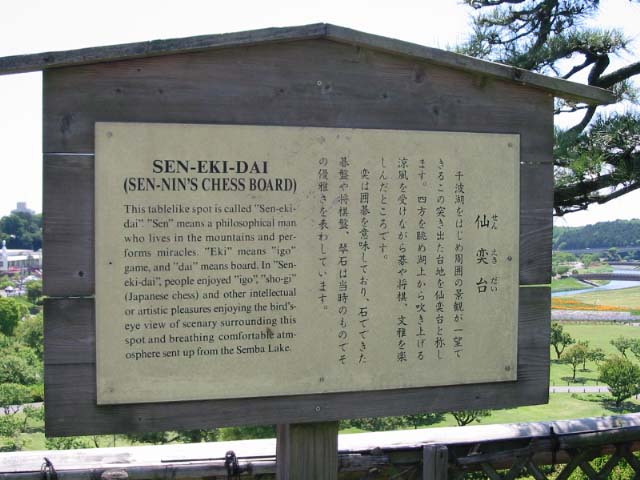 SEN-EKI-DAI
(SEN-NIN'S CHESS BOARD)
This tablelike spot is called "Sen-eki-
dai". "Sen" means a philosophical man
who lives in the mountains and per-
forms miracles. "Eki" means "igo"
game, and "dai" means board. In "Sen-
eki-dai", people enjoyed "igo", "sho-gi"
(Japanese chess) and other intellectual
or artistic pleasures enjoying the bird's-
eye view of scenary surrounding this
spot and breathing comfortable atm-
osphere sent up from the Semba Lake.
仙奕台
せんえきだい
千波湖をはじめ周囲の景観が一望で
きるこの突き出た台地を仙奕台と称し
ます。四方を眺め湖上から吹き上げる
涼風を受けながら碁や将棋、文雅を楽
しんだところです。
奕は囲碁を意味しており、石でできた
碁盤や将棋盤、琴石は当時のものでそ
の優雅さを表わしています。